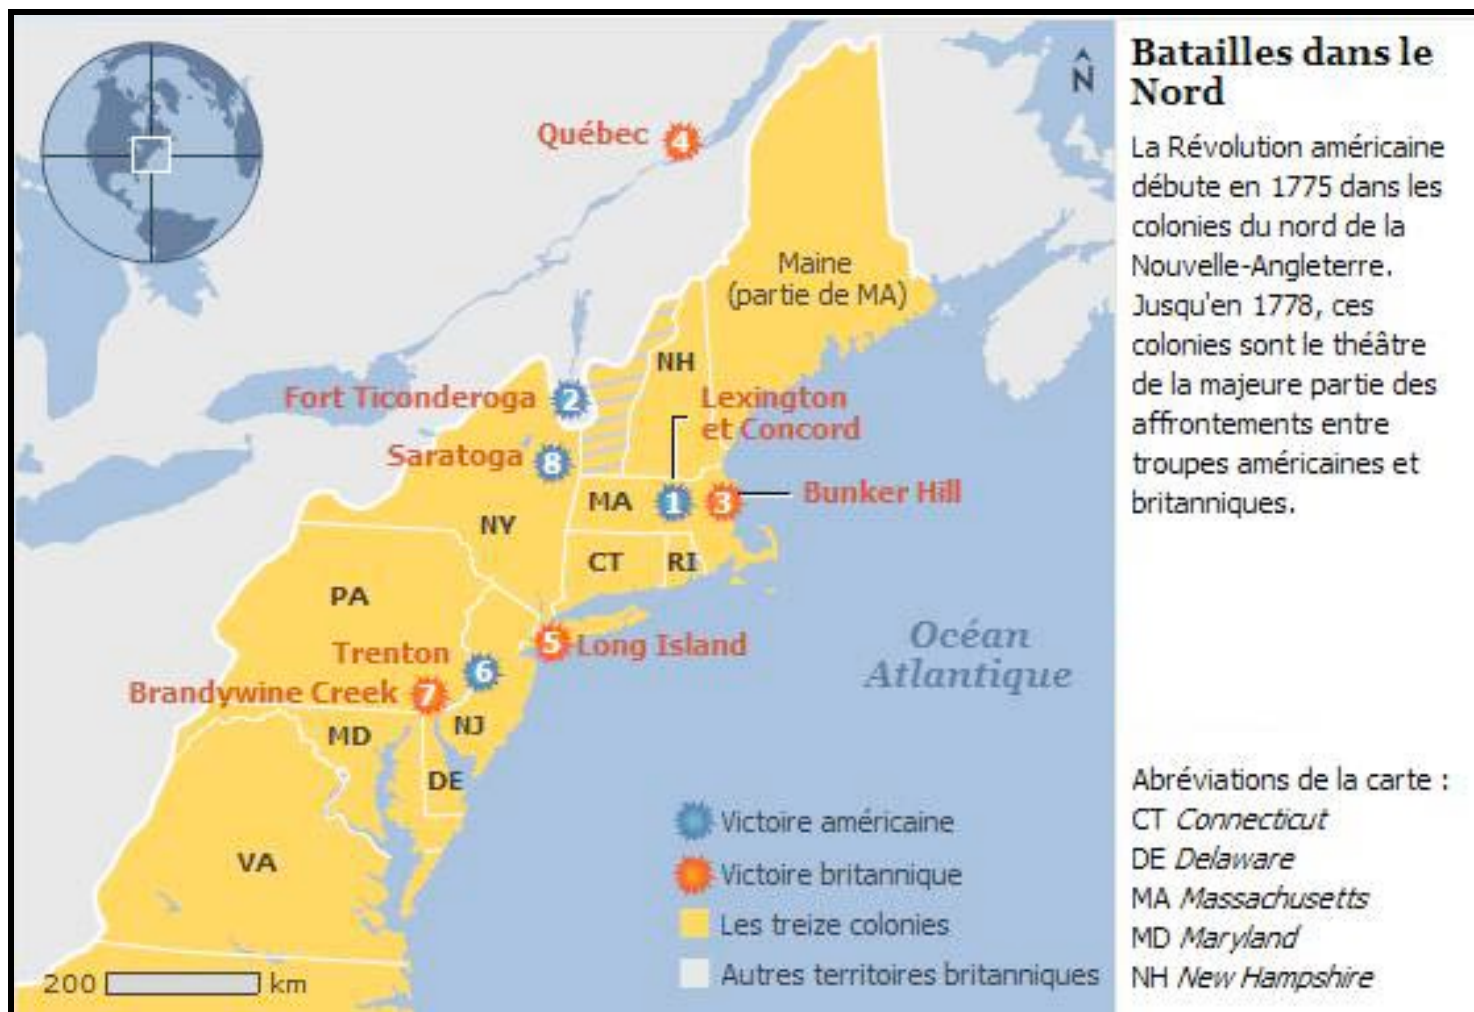 Batailles dans le
Nord
La Révolution américaine
débute en 1775 dans les
colonies du nord de la
Nouvelle-Angleterre.
Jusqu'en 1778, ces
colonies sont le théâtre
de la majeure partie des
affrontements entre
troupes américaines et
britanniques.
N
Québec 4
Maine
(partie de MA)
NH
Fort Ticonderoga 2
Lexington
et Concord
Saratoga 8
MA 1 3 Bunker Hill
NY
CT RI
PA
5 Long Island
Trenton 6
Brandywine Creek 7
NJ
MD
DE
VA
Océan
Atlantique
Victoire américaine
Victoire britannique
Les treize colonies
Autres territoires britanniques
200 km
Abréviations de la carte :
CT Connecticut
DE Delaware
MA Massachusetts
MD Maryland
NH New Hampshire